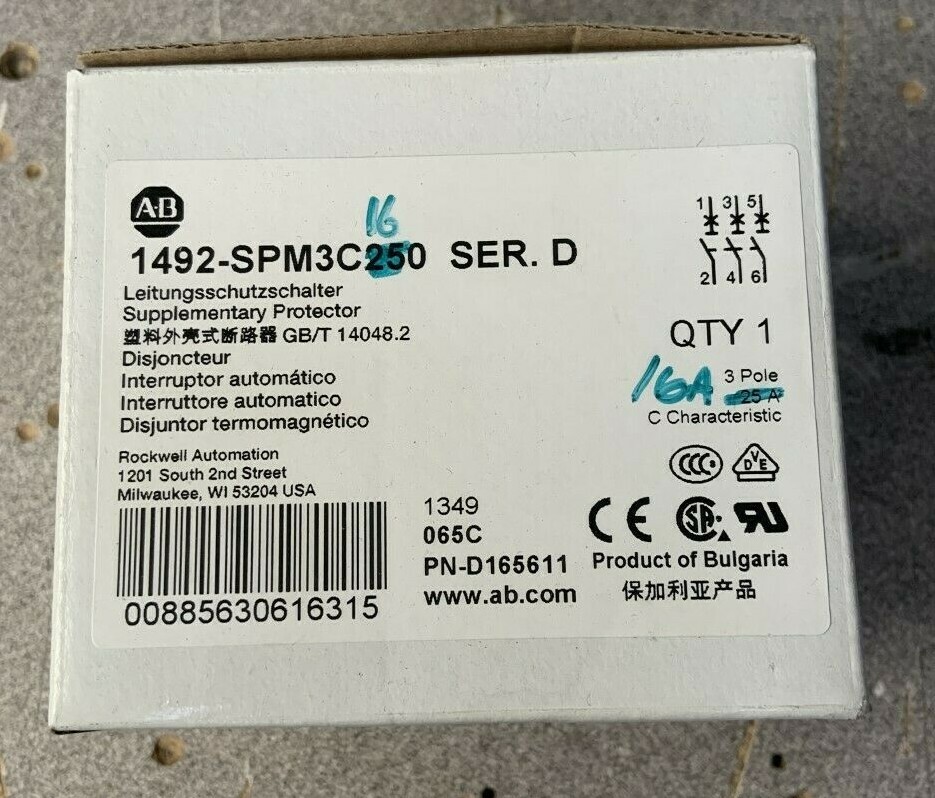 A-B
16
1492-SPM3C250 SER. D
Leitungsschutzschalter
Supplementary Protector
塑料外壳式断路器 GB/T 14048.2
Disjoncteur
Interruptor automático
Interruttore automatico
Disjuntor termomagnético
Rockwell Automation
1201 South 2nd Street
Milwaukee, WI 53204 USA
00885630616315
1349
065C
PN-D165611
www.ab.com
1 3 5
2 4 6
QTY 1
16A 3 Pole
25 A
C Characteristic
CCC DVE
CE SA RU
Product of Bulgaria
保加利亚产品